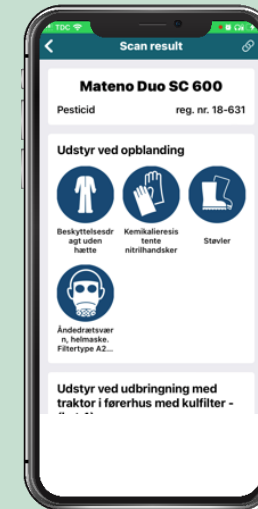 TDC
Scan result
Mateno Duo SC 600
Pesticid reg. nr. 18-631
Udstyr ved opblanding
Beskyttelsesdr
agt uden
hætte
Kemikalieresis
tente
nitrilhandsker
Støvler
Åndedrætsvær
n, helmaske.
Filtertype A2...
Udstyr ved udbringning med
traktor i førerhus med kulfilter -